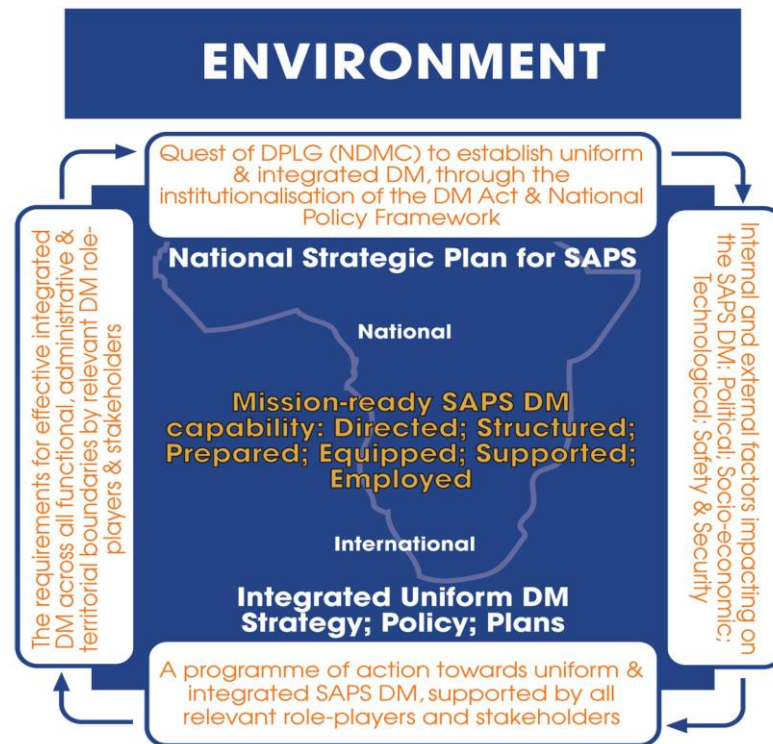 ENVIRONMENT
Quest of DPLG (NDMC) to establish uniform
& integrated DM, through the
institutionalisation of the DM Act & National
Policy Framework
Internal and external factors impacting on
the SAPS DM: Political; Socio-economic;
Technological; Safety & Security
National Strategic Plan for SAPS
National
Mission-ready SAPS DM
capability: Directed; Structured;
Prepared; Equipped; Supported;
Employed
International
Integrated Uniform DM
Strategy; Policy; Plans
A programme of action towards uniform &
integrated SAPS DM, supported by all
relevant role-players and stakeholders
The requirements for effective integrated
DM across all functional, administrative &
territorial boundaries by relevant DM role-
players & stakeholders